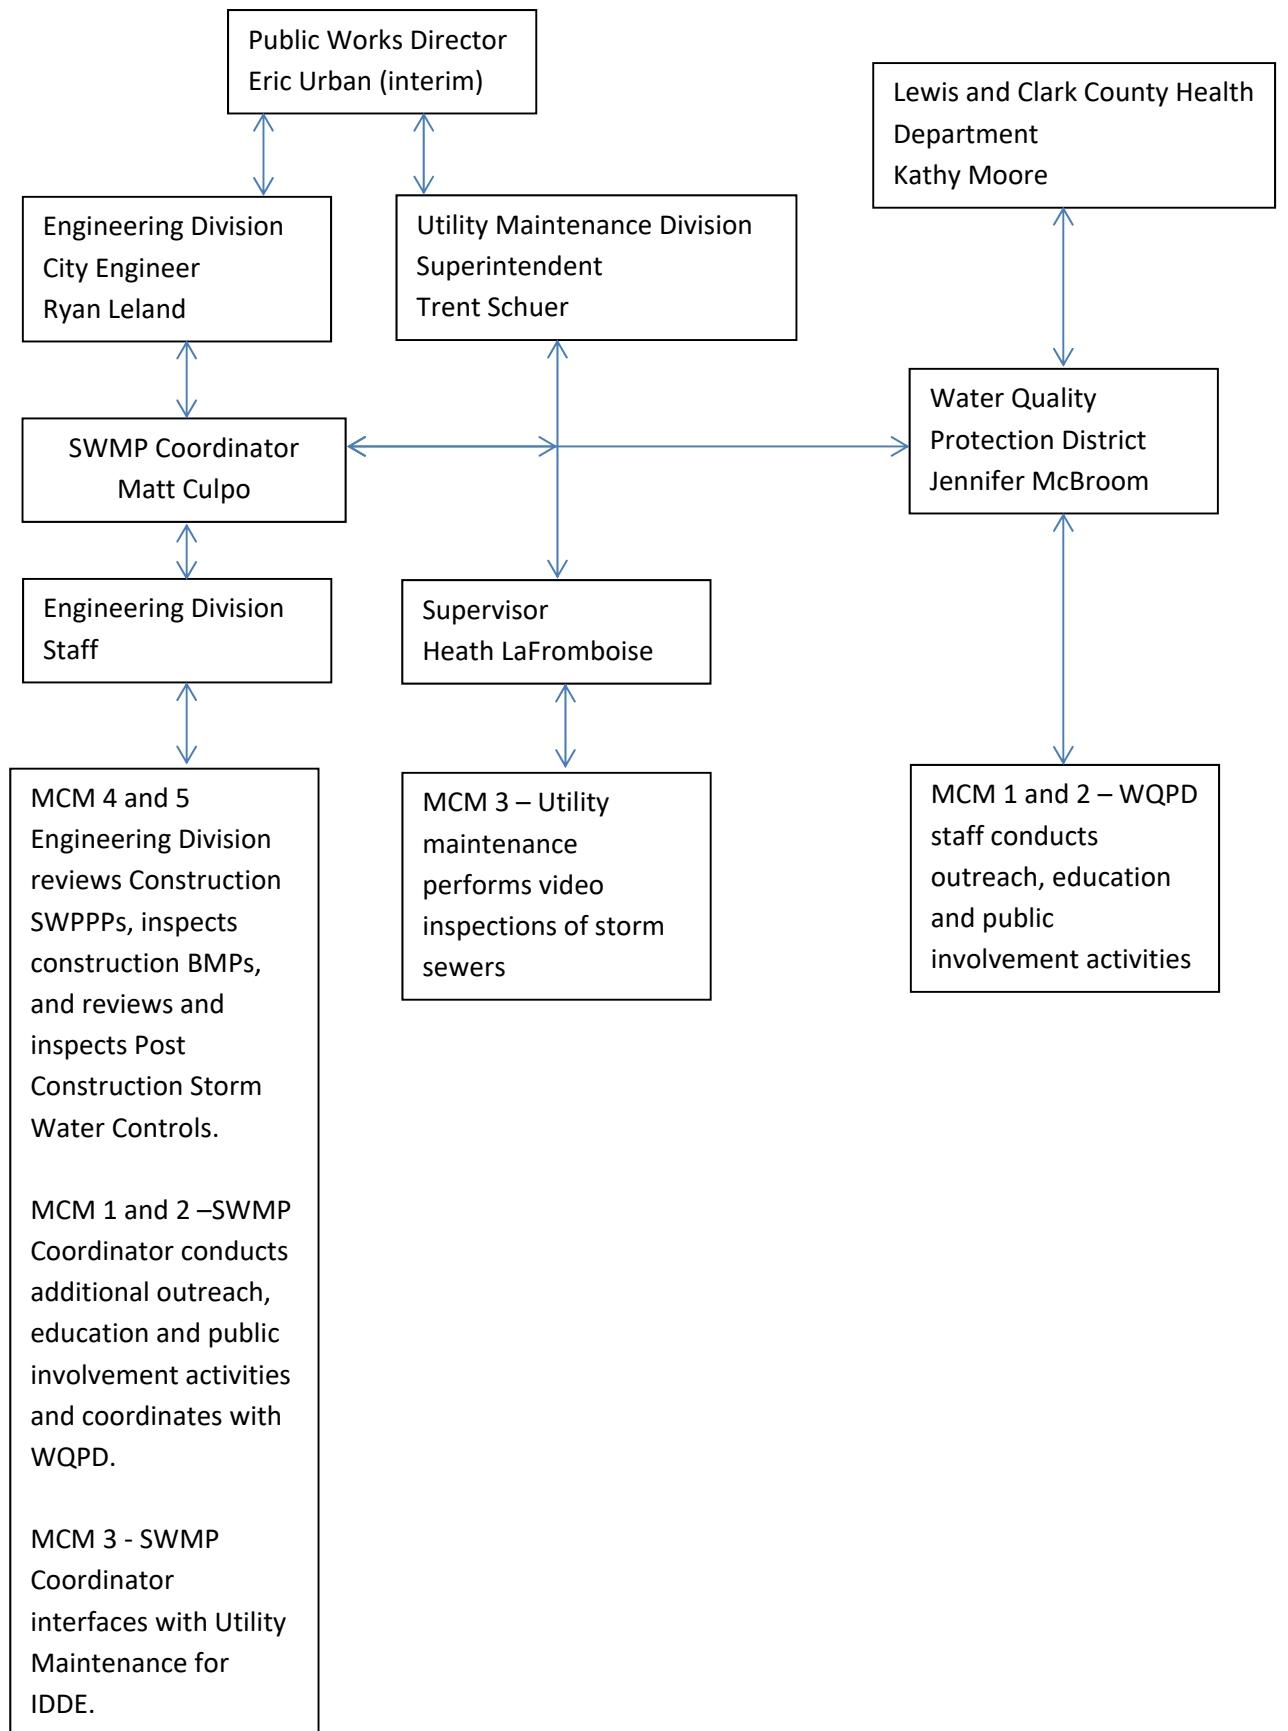 Public Works Director
Eric Urban (interim)
Lewis and Clark County Health
Department
Kathy Moore
Engineering Division
City Engineer
Ryan Leland
Utility Maintenance Division
Superintendent
Trent Schuer
Water Quality
Protection District
Jennifer McBroom
SWMP Coordinator
Matt Culpo
Engineering Division
Staff
Supervisor
Heath LaFromboise
MCM 4 and 5
Engineering Division
reviews Construction
SWPPPs, inspects
construction BMPs,
and reviews and
inspects Post
Construction Storm
Water Controls.
MCM 1 and 2 –SWMP
Coordinator conducts
additional outreach,
education and public
involvement activities
and coordinates with
WQPD.
MCM 3 - SWMP
Coordinator
interfaces with Utility
Maintenance for
IDDE.
MCM 3 – Utility
maintenance
performs video
inspections of storm
sewers
MCM 1 and 2 – WQPD
staff conducts
outreach, education
and public
involvement activities